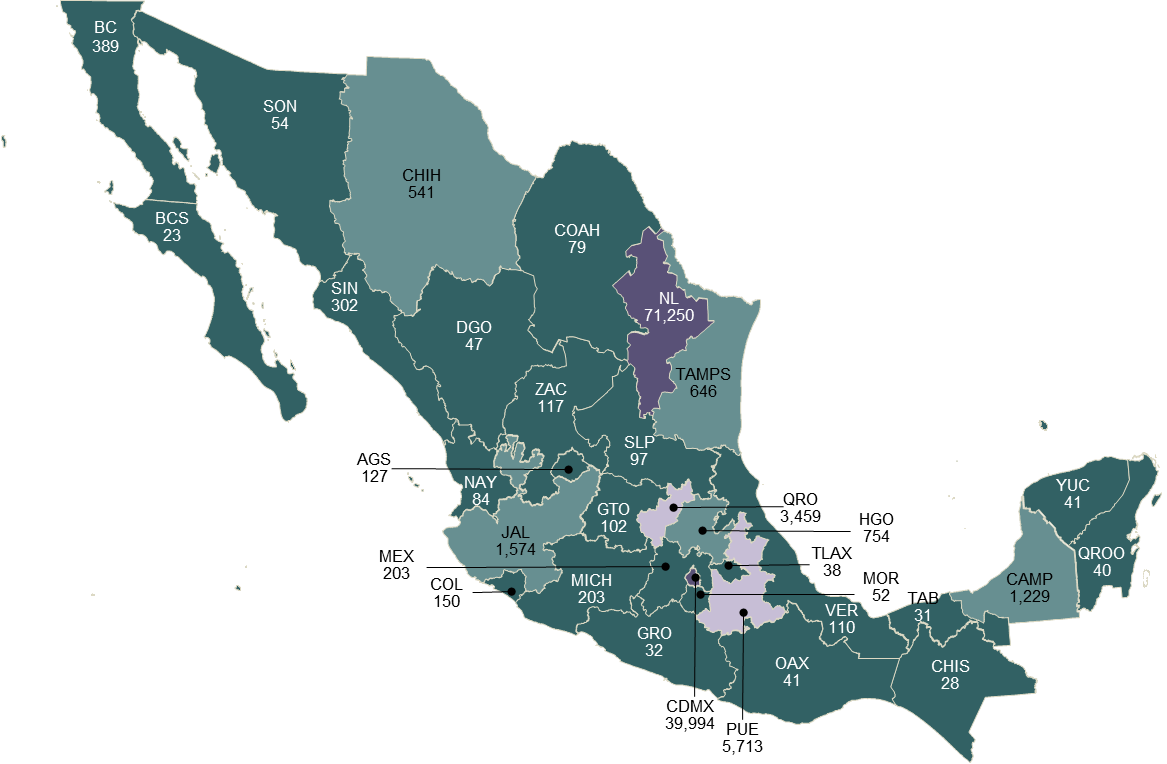 BC
389
SON
54
CHIH
541
BCS
23
COAH
79
SIN
302
NL
71,250
DGO
47
TAMPS
646
ZAC
117
SLP
97
AGS
127
NAY
84
GTO
102
QRO
3,459
YUC
41
HGO
754
JAL
1,574
MEX
203
TLAX
38
QROO
40
COL
150
MICH
203
MOR
52
CAMP
1,229
TAB
31
VER
110
GRO
32
OAX
41
CHIS
28
CDMX
39,994
PUE
5,713